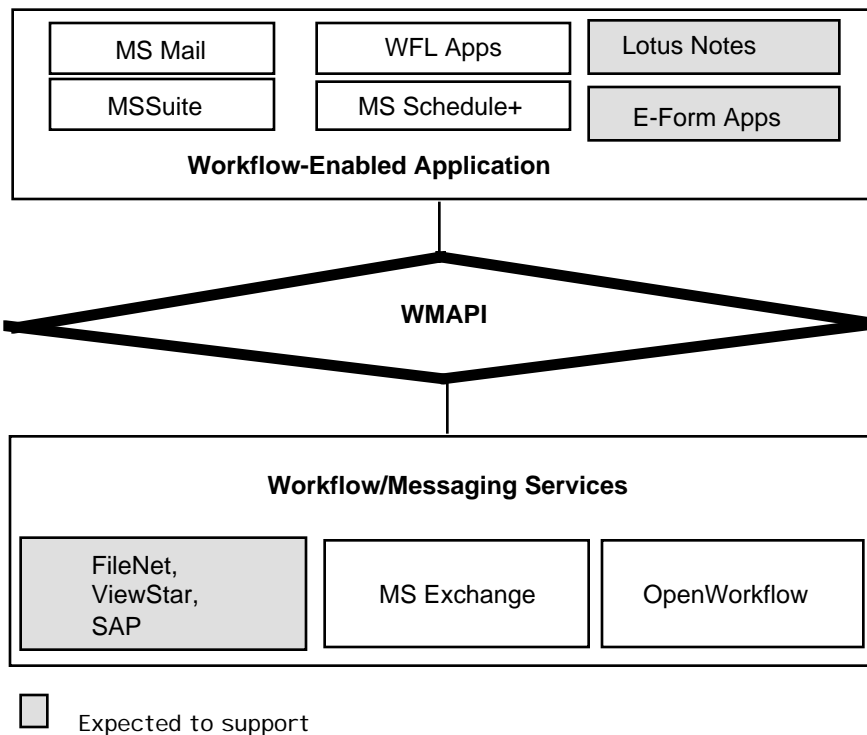 MS Mail
WFL Apps
Lotus Notes
MSSuite
MS Schedule+
E-Form Apps
Workflow-Enabled Application
WMAPI
Workflow/Messaging Services
FileNet,
ViewStar,
SAP
MS Exchange
OpenWorkflow
Expected to support